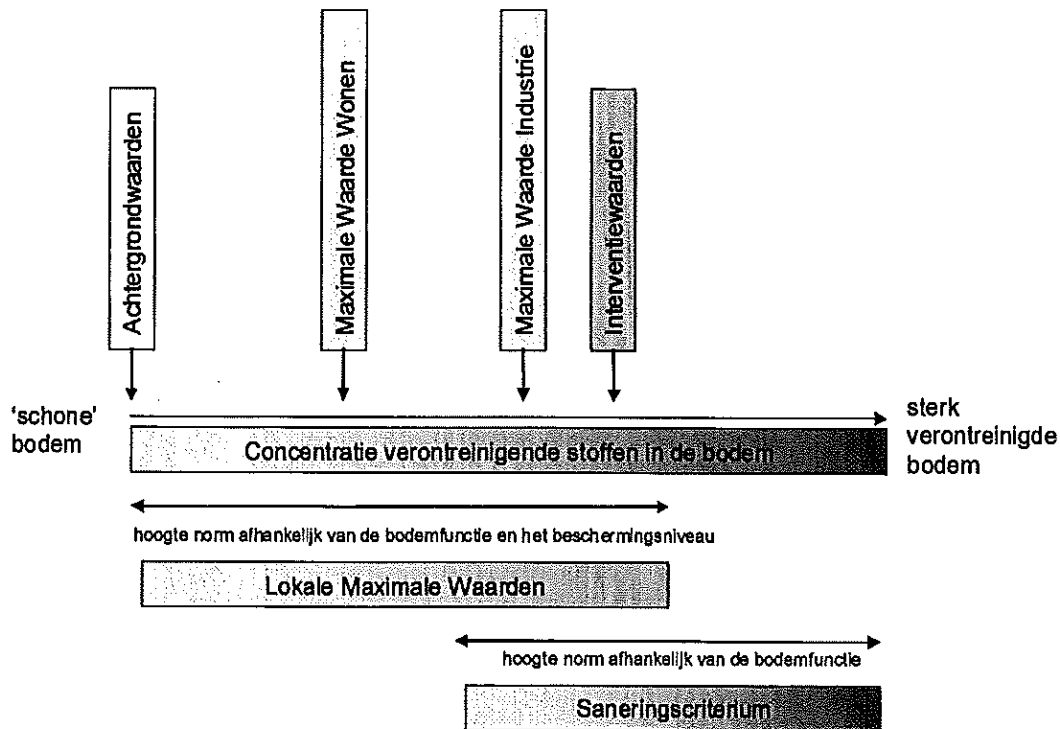 Achtergrondwaarden
Maximale Waarde Wonen
Maximale Waarde Industrie
Interventiewaarden
'schone'
bodem
sterk
verontreinigde
bodem
Concentratie verontreinigende stoffen in de bodem
hoogte norm afhankelijk van de bodemfunctie en het beschermingsniveau
Lokale Maximale Waarden
hoogte norm afhankelijk van de bodemfunctie
Saneringscriterium